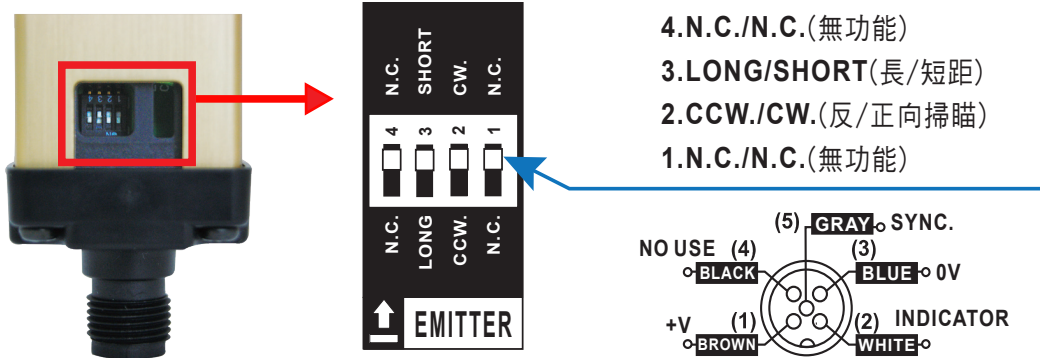 N.C. SHORT CW. N.C.
4 3 2 1
N.C. LONG CCW. N.C.
EMITTER
4.N.C./N.C.(無功能)
3.LONG/SHORT(長/短距)
2.CCW./CW.(反/正向掃瞄)
1.N.C./N.C.(無功能)
(5) GRAY SYNC.
NO USE (4) (3)
BLACK BLUE 0V
+V (1) (2) INDICATOR
BROWN WHITE